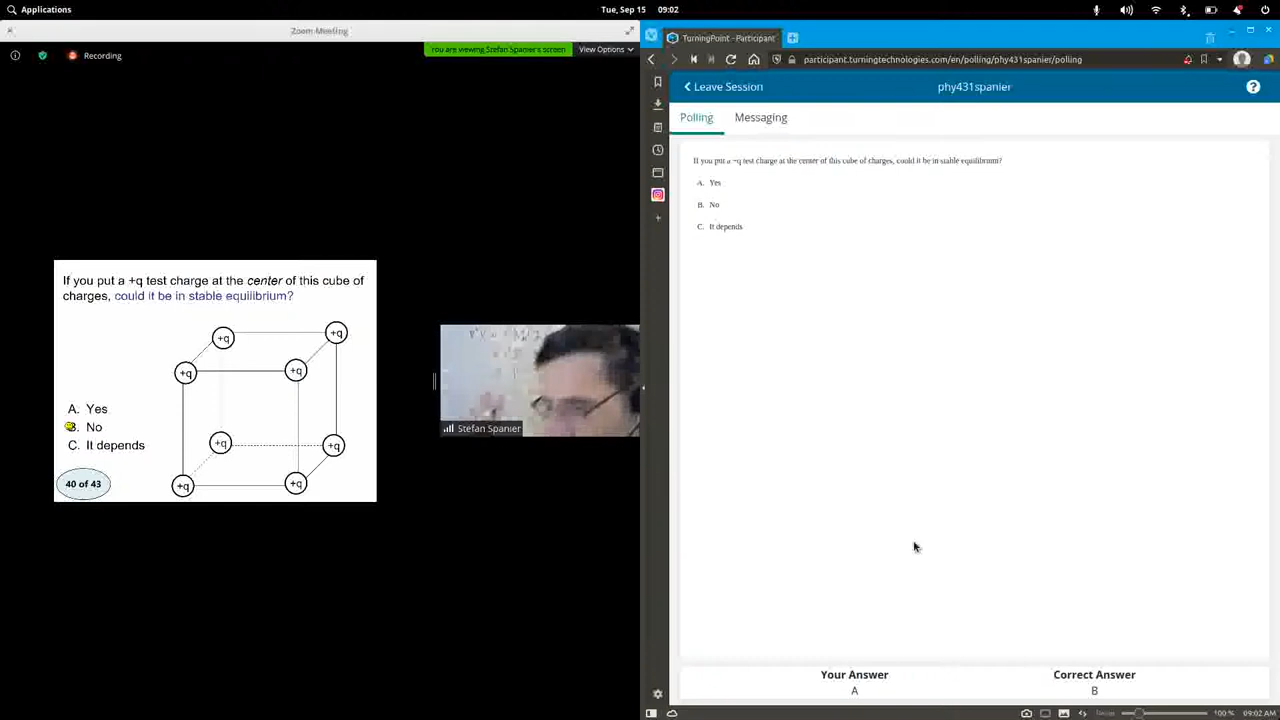 Applications
Tue, Sep 15 09:02
Zoom Meeting
Recording
You are viewing Stefan Spanier's screen
View Options
If you put a +q test charge at the center of this cube of
charges, could it be in stable equilibrium?
+q
+q
+q
+q
+q
+q
+q
+q
A. Yes
B. No
C. It depends
40 of 43
Stefan Spanier
TurningPoint - Participant
participant.turningtechnologies.com/en/polling/phy431spanier/polling
Leave Session
phy431spanier
?
Polling
Messaging
If you put a +q test charge at the center of this cube of charges, could it be in stable equilibrium?
A. Yes
B. No
C. It depends
Your Answer
A
Correct Answer
B
100 %
09:02 AM